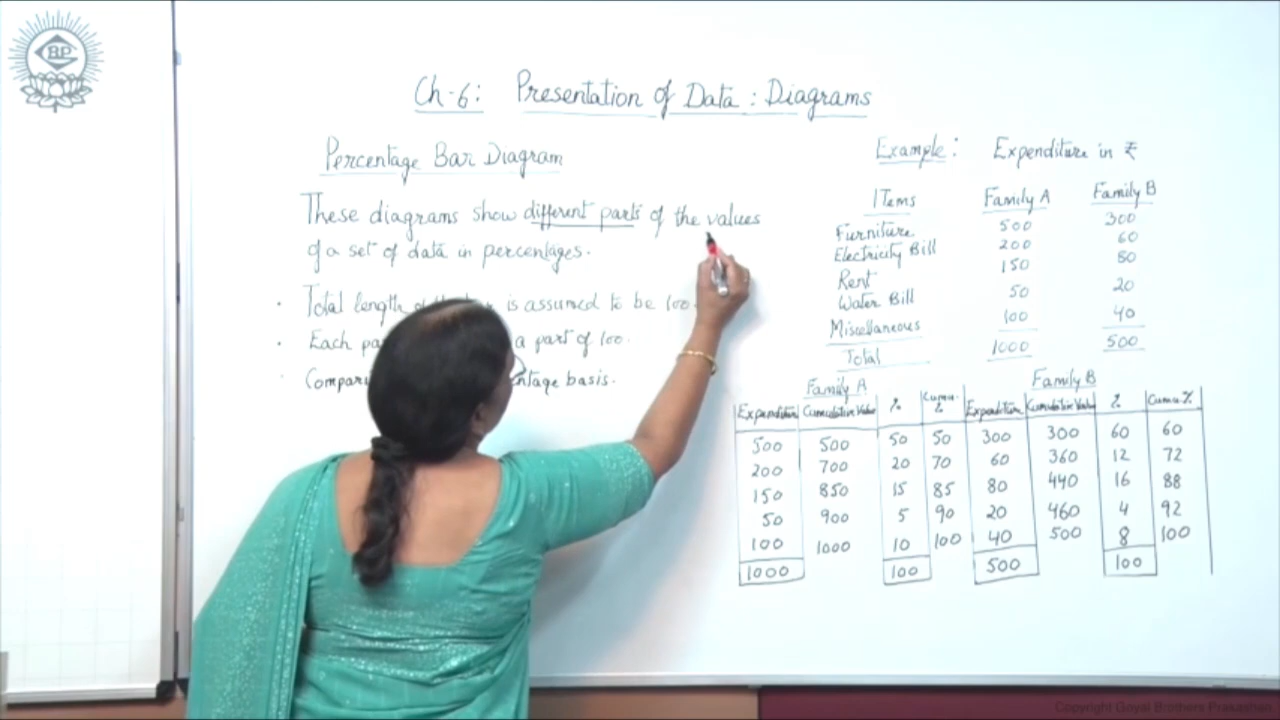 GBP
Ch-6: Presentation of Data : Diagrams
Percentage Bar Diagram
These diagrams show different parts of the values
of a set of data in percentages.
· Total length is assumed to be 100.
· Each a part of 100.
· basis.
Example: Expenditure in ₹
Items Family A Family B
Furniture 500 300
Electricity Bill 200 60
Rent 150 80
Water Bill 50 20
Miscellaneous 100 40
Total 1000 500
Family A Family B
Expenditure Cumulative Value % Cumu. % Expenditure Cumulative Value % Cumu %
500 500 50 50 300 300 60 60
200 700 20 70 60 360 12 72
150 850 15 85 80 440 16 88
50 900 5 90 20 460 4 92
100 1000 10 100 40 500 8 100
1000 100 500 100
Copyright Goyal Brothers Prakashan